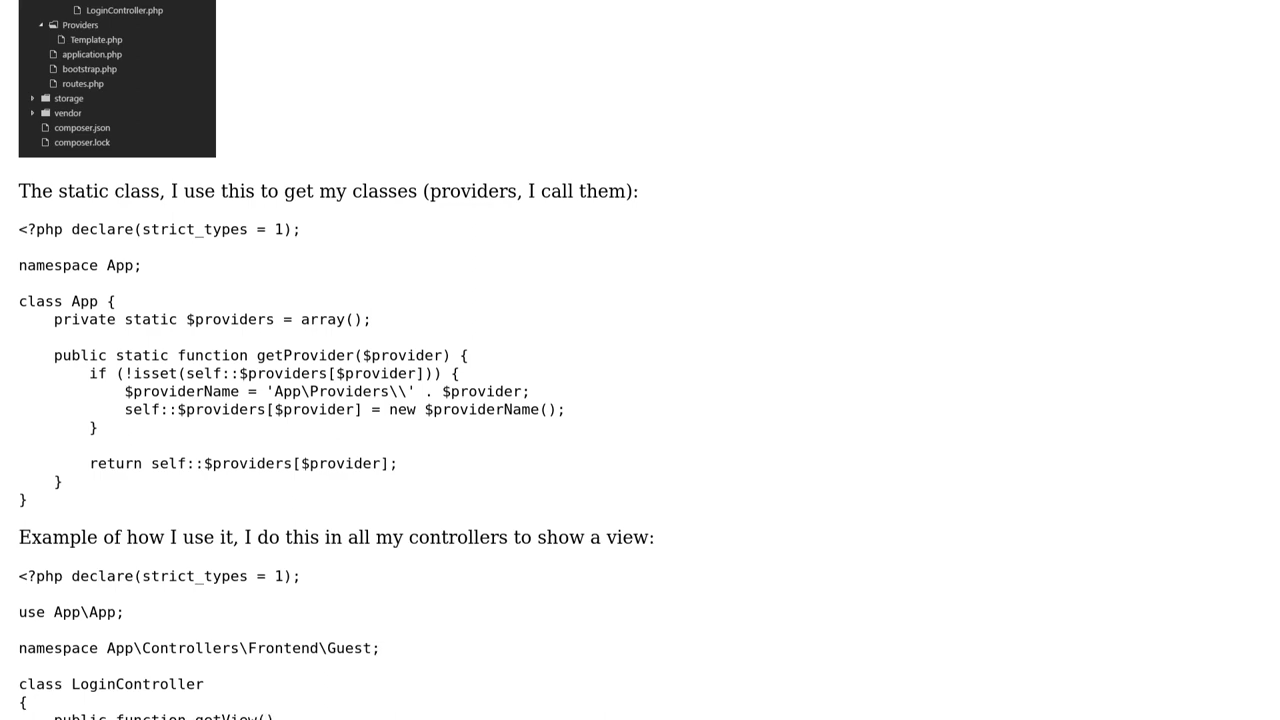 LoginController.php
Providers
Template.php
application.php
bootstrap.php
routes.php
storage
vendor
composer.json
composer.lock
The static class, I use this to get my classes (providers, I call them):
<?php declare(strict_types = 1);
namespace App;
class App {
    private static $providers = array();
    public static function getProvider($provider) {
        if (!isset(self::$providers[$provider])) {
            $providerName = 'App\Providers\\' . $provider;
            self::$providers[$provider] = new $providerName();
        }
        return self::$providers[$provider];
    }
}
Example of how I use it, I do this in all my controllers to show a view:
<?php declare(strict_types = 1);
use App\App;
namespace App\Controllers\Frontend\Guest;
class LoginController
{
    public function getView()